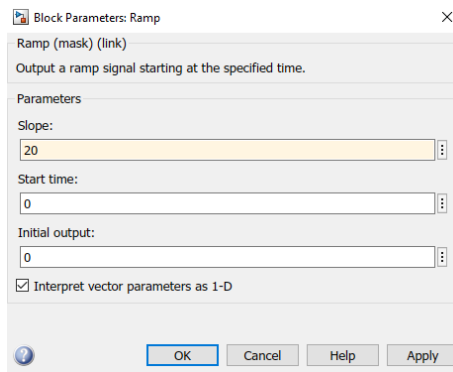 Block Parameters: Ramp
Ramp (mask) (link)
Output a ramp signal starting at the specified time.
Parameters
Slope:
20
Start time:
0
Initial output:
0
Interpret vector parameters as 1-D
OK Cancel Help Apply